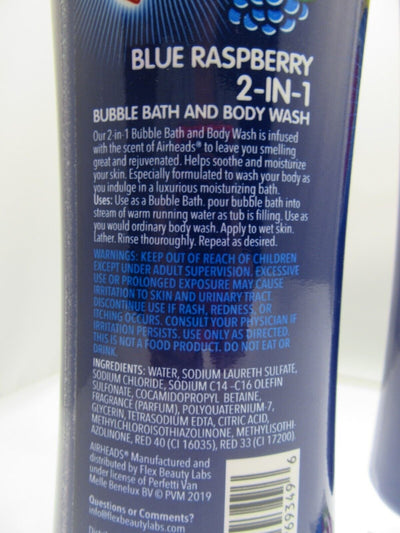 BLUE RASPBERRY
2-IN-1
BUBBLE BATH AND BODY WASH
Our 2-in-1 Bubble Bath and Body Wash is infused
with the scent of Airheads® to leave you smelling
great and rejuvenated. Helps soothe and moisturize
your skin. Especially formulated to wash your body as
you indulge in a luxurious moisturizing bath.
Uses: Use as a Bubble Bath. pour bubble bath into
stream of warm running water as tub is filling. Use as
you would ordinary body wash. Apply to wet skin.
Lather. Rinse thouroughly. Repeat as desired.
WARNINGS: KEEP OUT OF REACH OF CHILDREN
EXCEPT UNDER ADULT SUPERVISION. EXCESSIVE
USE OR PROLONGED EXPOSURE MAY CAUSE
IRRITATION TO SKIN AND URINARY TRACT.
DISCONTINUE USE IF RASH, REDNESS, OR
ITCHING OCCURS. CONSULT YOUR PHYSICIAN IF
IRRITATION PERSISTS. USE ONLY AS DIRECTED.
THIS IS NOT A FOOD PRODUCT. DO NOT EAT OR
DRINK.
INGREDIENTS: WATER, SODIUM LAURETH SULFATE,
SODIUM CHLORIDE, SODIUM C14 -C16 OLEFIN
SULFONATE, COCAMIDOPROPYL BETAINE,
FRAGRANCE (PARFUM), POLYQUATERNIUM-7,
GLYCERIN, TETRASODIUM EDTA, CITRIC ACID,
METHYLCHLOROISOTHIAZOLINONE, METHYLISOTHI-
AZOLINONE, RED 40 (CI 16035), RED 33 (CI 17200).
AIRHEADS® Manufactured and
distributed by Flex Beauty Labs
under license of Perfetti Van
Melle Benelux BV © PVM 2019
Questions or Comments?
info@flexbeautylabs.com
69349 6